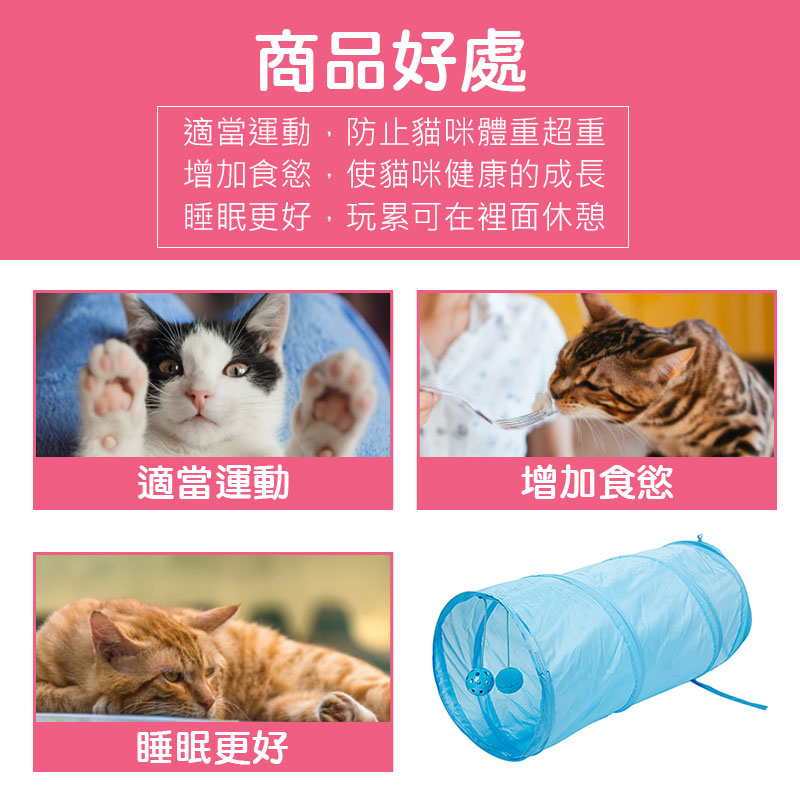 商品好處
適當運動，防止貓咪體重超重
增加食慾，使貓咪健康的成長
睡眠更好，玩累可在裡面休憩
適當運動
增加食慾
睡眠更好